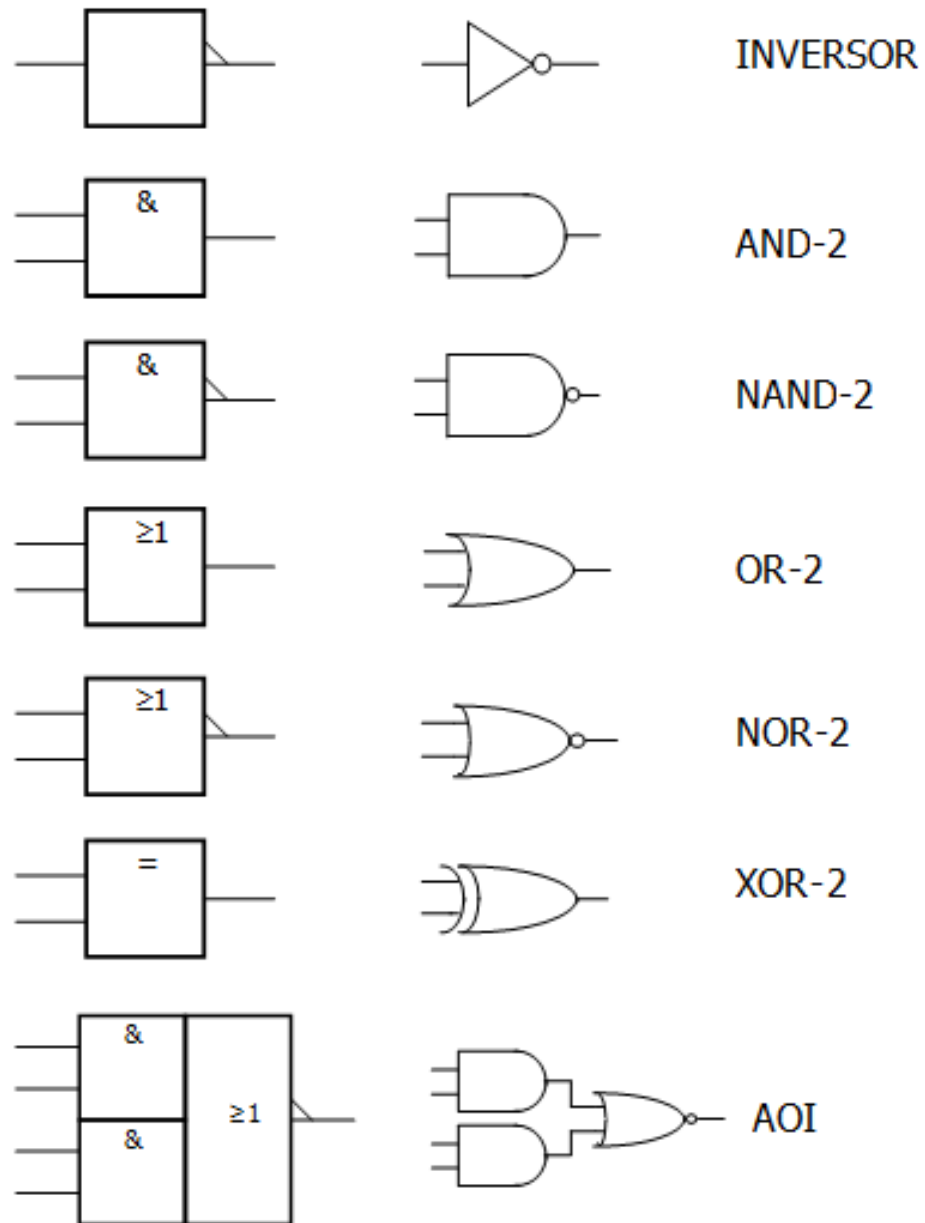 INVERSOR
& AND-2
& NAND-2
≥1 OR-2
≥1 NOR-2
= XOR-2
&
≥1 AOI
&